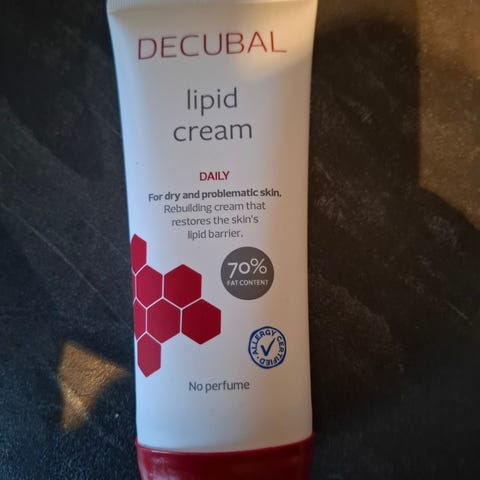 DECUBAL
lipid
cream
DAILY
For dry and problematic skin.
Rebuilding cream that
restores the skin's
lipid barrier.
70%
FAT CONTENT
ALLERGY CERTIFIED
No perfume